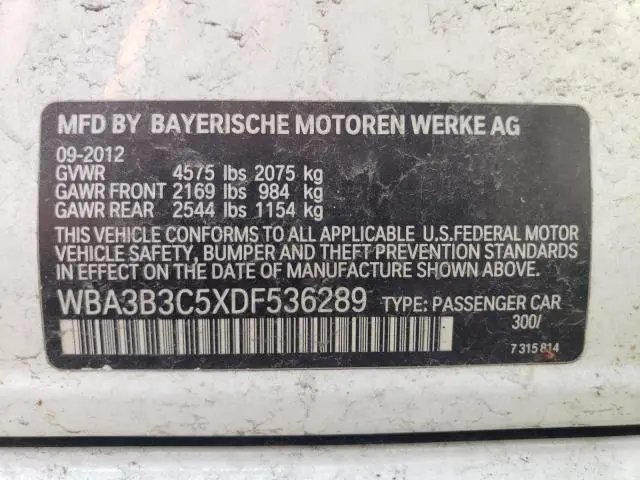 MFD BY BAYERISCHE MOTOREN WERKE AG
09-2012
GVWR 4575 lbs 2075 kg
GAWR FRONT 2169 lbs 984 kg
GAWR REAR 2544 lbs 1154 kg
THIS VEHICLE CONFORMS TO ALL APPLICABLE U.S.FEDERAL MOTOR
VEHICLE SAFETY, BUMPER AND THEFT PREVENTION STANDARDS
IN EFFECT ON THE DATE OF MANUFACTURE SHOWN ABOVE.
WBA3B3C5XDF536289 TYPE: PASSENGER CAR
300/
7 315 814